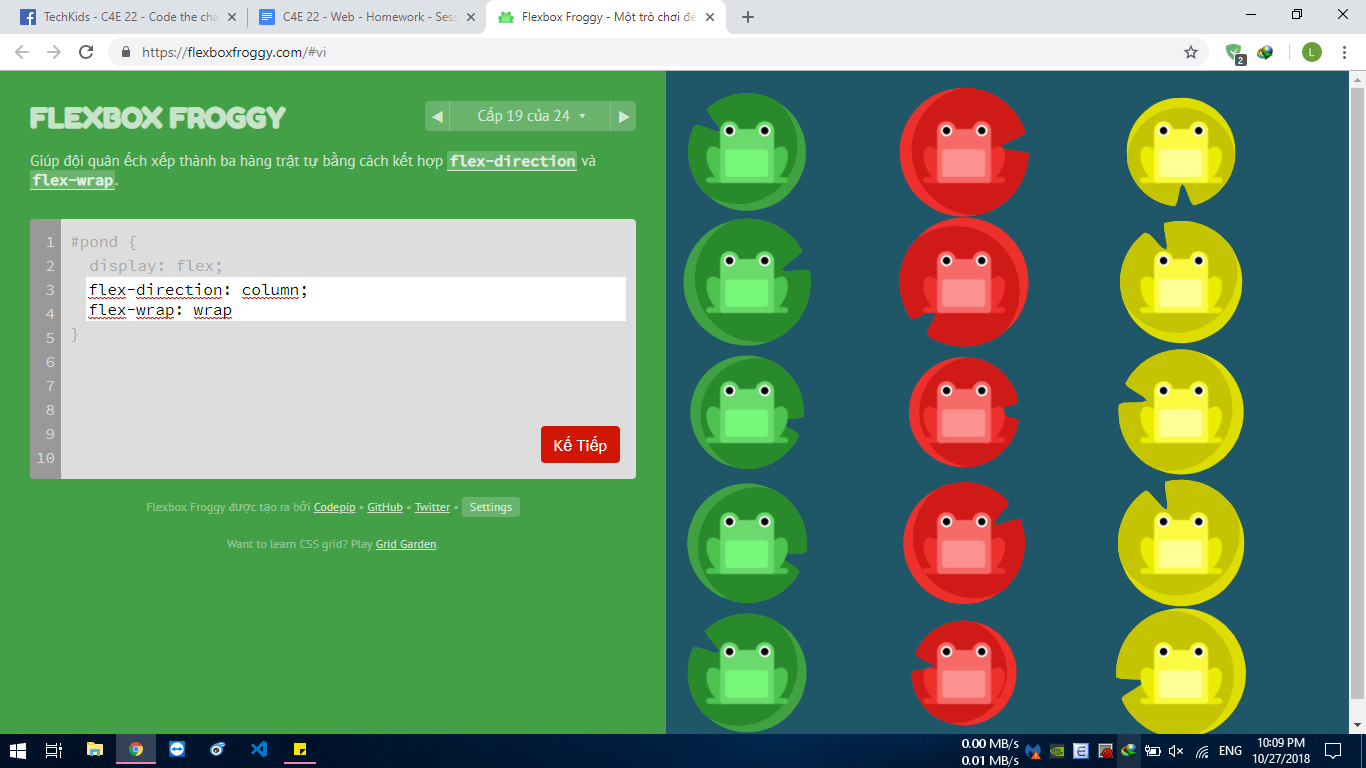 TechKids - C4E 22 - Code the cha
C4E 22 - Web - Homework - Sess
Flexbox Froggy - Một trò chơi để
https://flexboxfroggy.com/#vi
2
L
FLEXBOX FROGGY
◀ Cấp 19 của 24 ▼ ▶
Giúp đội quân ếch xếp thành ba hàng trật tự bằng cách kết hợp flex-direction và
flex-wrap.
1 #pond {
2 display: flex;
3 flex-direction: column;
4 flex-wrap: wrap
5 }
6
7
8
9
10
Kế Tiếp
Flexbox Froggy được tạo ra bởi Codepip • GitHub • Twitter • Settings
Want to learn CSS grid? Play Grid Garden.
0.00 MB/s
0.01 MB/s
ENG
10:09 PM
10/27/2018